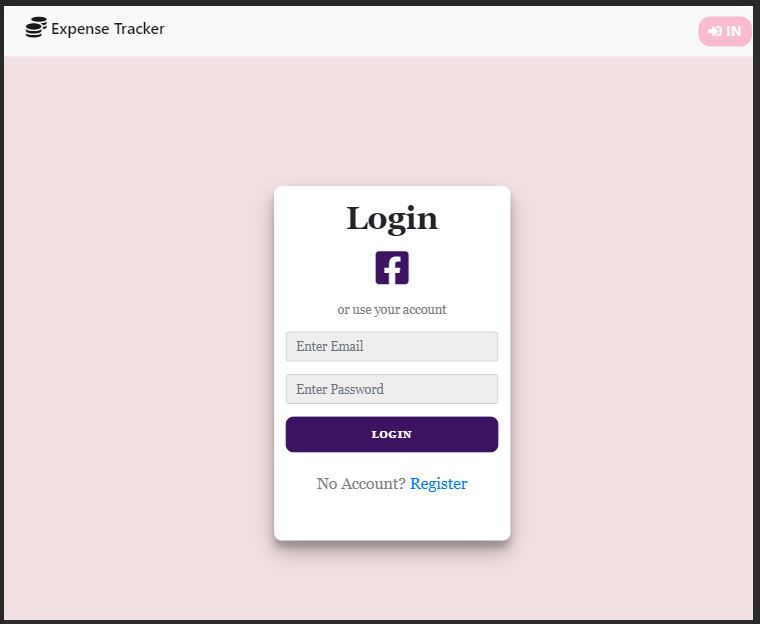 Expense Tracker
IN
Login
or use your account
Enter Email
Enter Password
LOGIN
No Account? Register